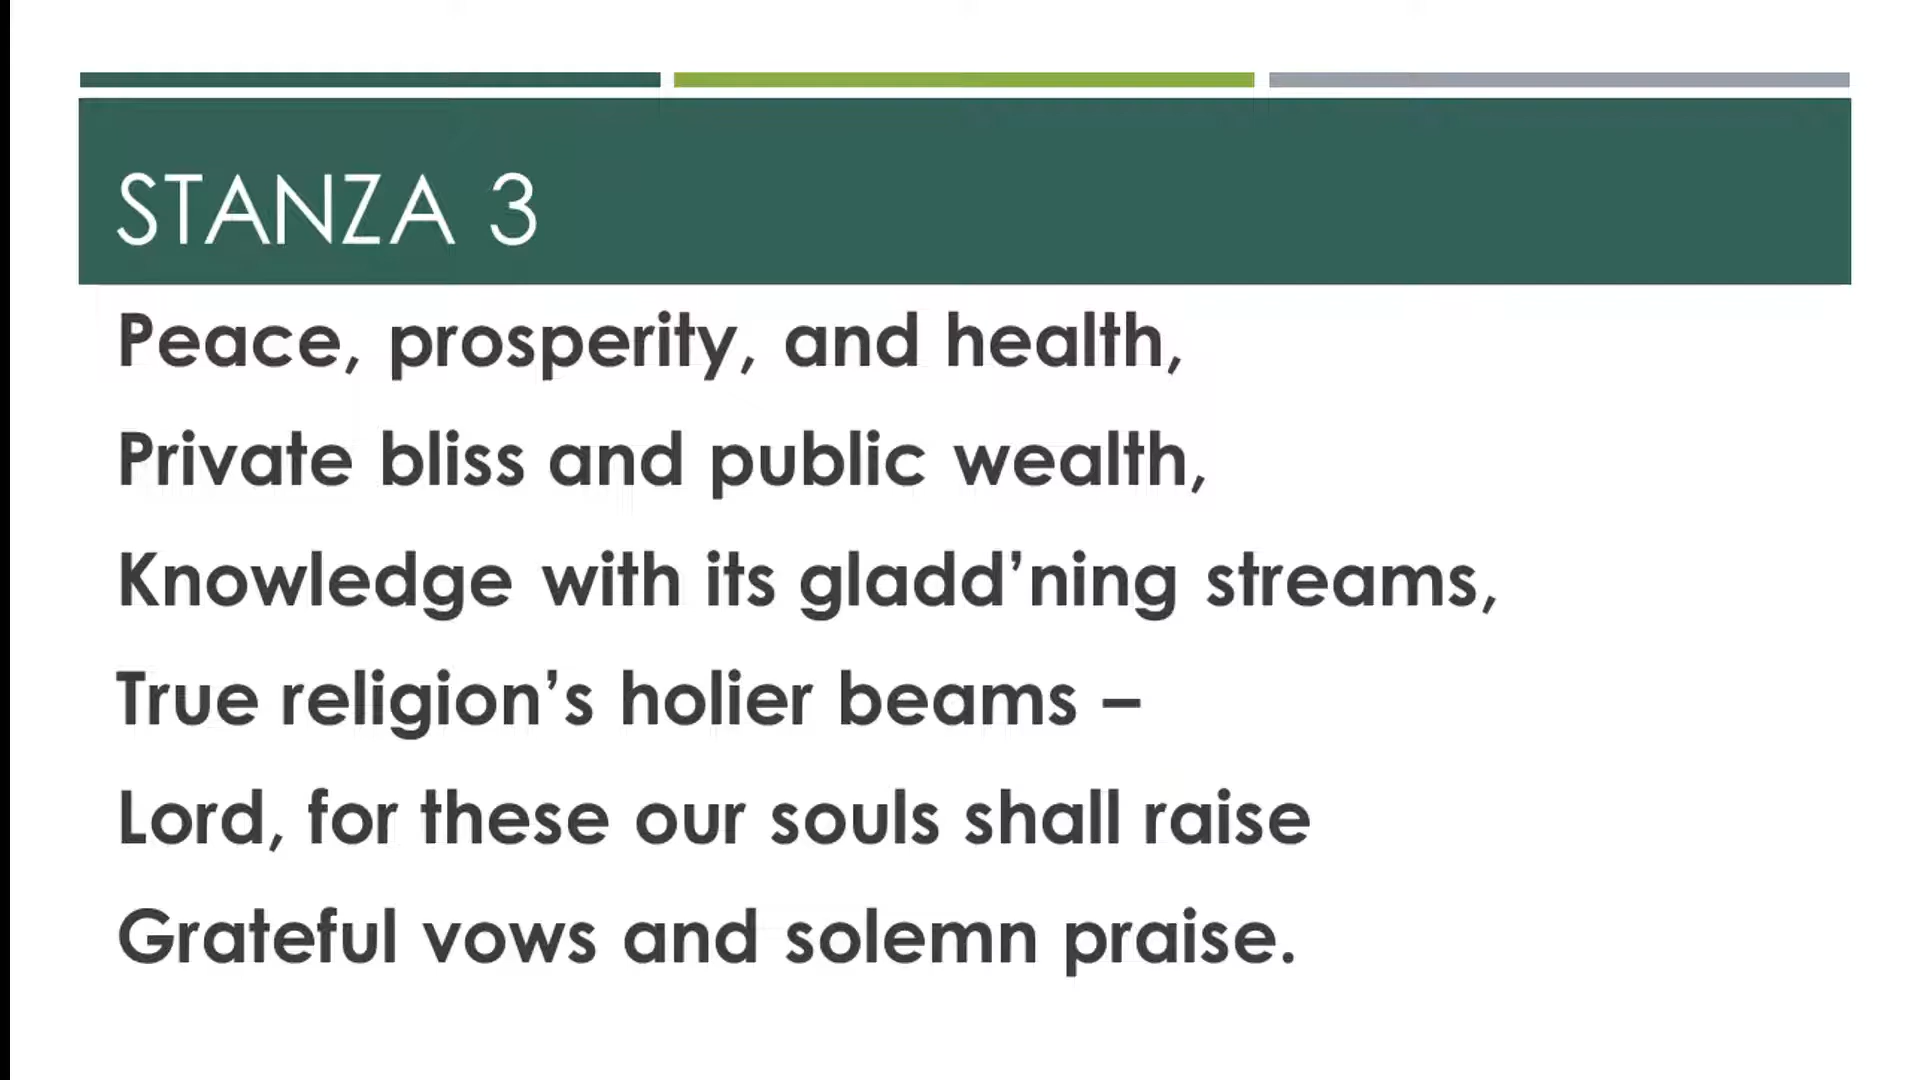 STANZA 3
Peace, prosperity, and health,
Private bliss and public wealth,
Knowledge with its gladd’ning streams,
True religion’s holier beams –
Lord, for these our souls shall raise
Grateful vows and solemn praise.